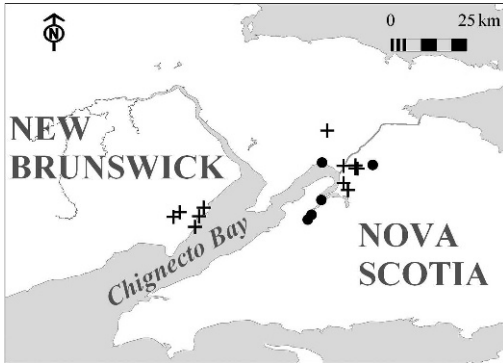 N
0 25 km
NEW
BRUNSWICK
Chignecto Bay
NOVA
SCOTIA